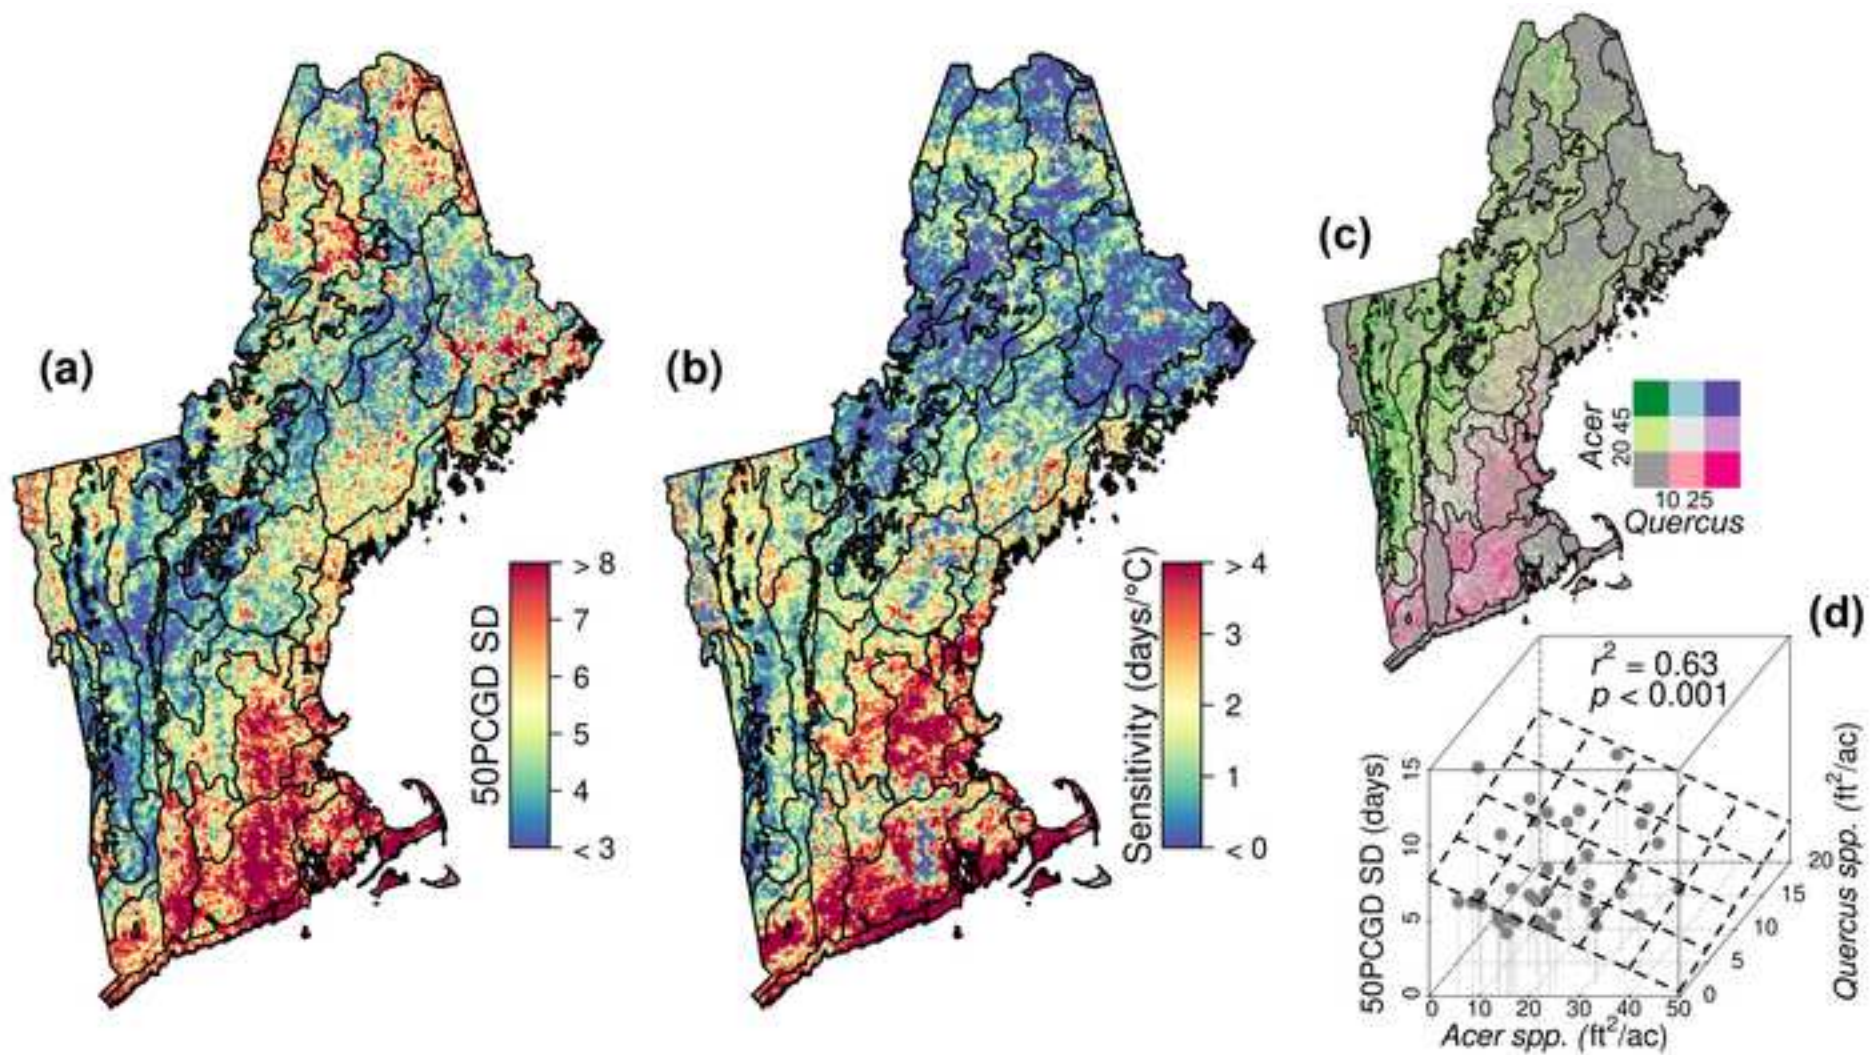 (a)
50PCGD SD
> 8
7
6
5
4
< 3
(b)
Sensitivity (days/°C)
> 4
3
2
1
< 0
(c)
Acer
20 45
10 25
Quercus
(d)
r² = 0.63
p < 0.001
50PCGD SD (days)
15
10
5
0
0 10 20 30 40 50
Acer spp. (ft²/ac)
0
5
10
15
20
Quercus spp. (ft²/ac)